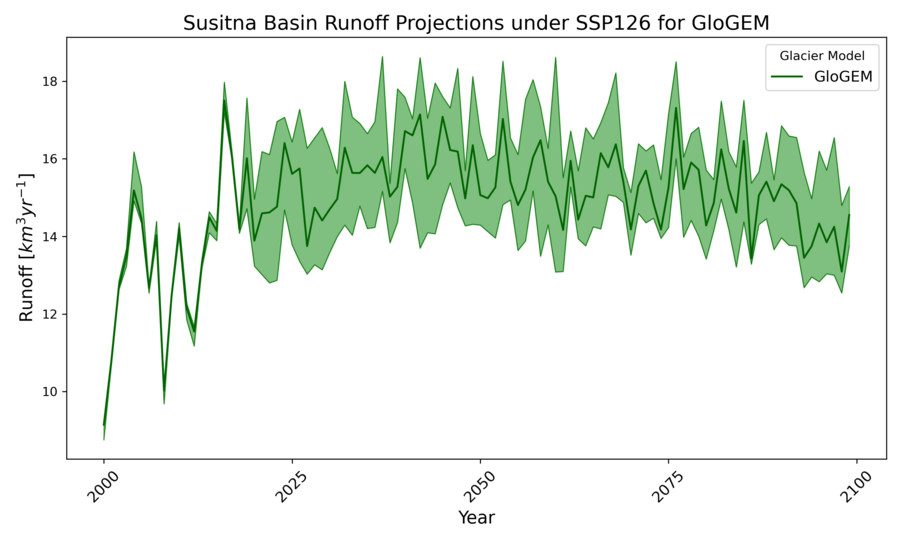 Susitna Basin Runoff Projections under SSP126 for GloGEM
Glacier Model
GloGEM
Runoff [km³yr⁻¹]
18
16
14
12
10
2000
2025
2050
2075
2100
Year